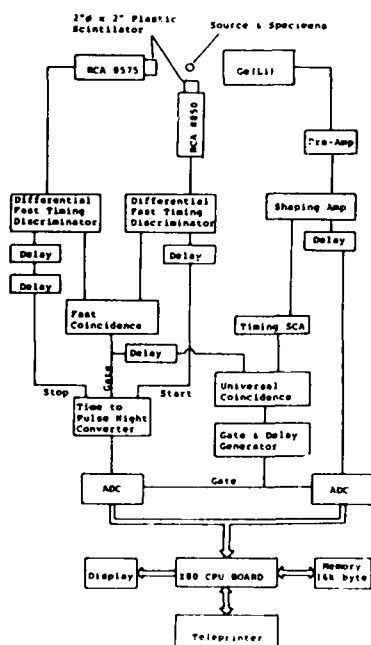 2"ø x 2" Plastic
Scintilator
Source & Specimens
RCA 8575
RCA 8850
Ge(Li)
Pre-Amp
Differential
Fast Timing
Discriminator
Differential
Fast Timing
Discriminator
Shaping Amp
Delay
Delay
Delay
Delay
Fast
Coincidence
Timing SCA
Delay
Gate
Stop
Start
Universal
Coincidence
Time to
Pulse Hight
Converter
Gate & Delay
Generator
Gate
ADC
ADC
Display
Z80 CPU BOARD
Memory
16k byte
Teleprinter